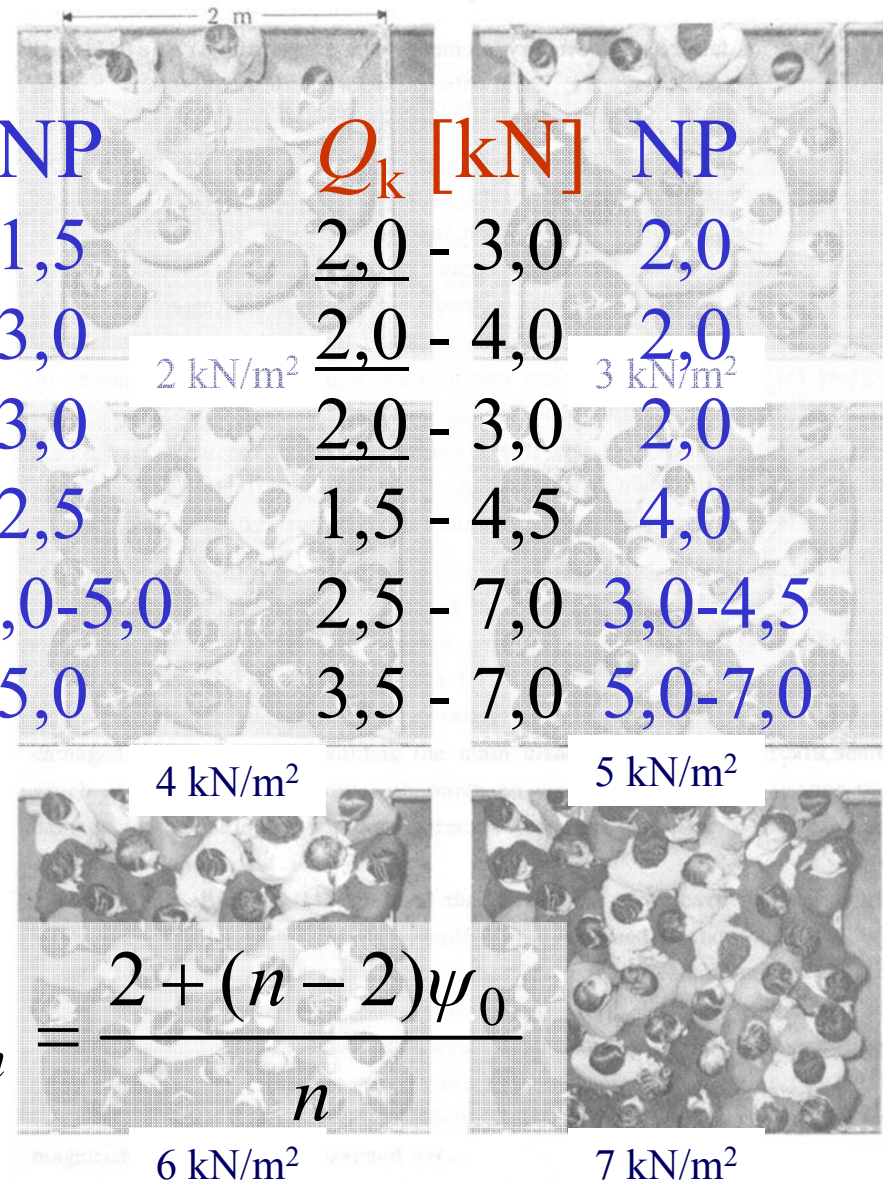 2 m
NP Q_k [kN] NP
1,5 2,0 - 3,0 2,0
3,0 2,0 - 4,0 2,0
2 kN/m² 3 kN/m²
3,0 2,0 - 3,0 2,0
2,5 1,5 - 4,5 4,0
,0-5,0 2,5 - 7,0 3,0-4,5
5,0 3,5 - 7,0 5,0-7,0
4 kN/m² 5 kN/m²
n = (2 + (n − 2)ψ₀) / n
6 kN/m² 7 kN/m²